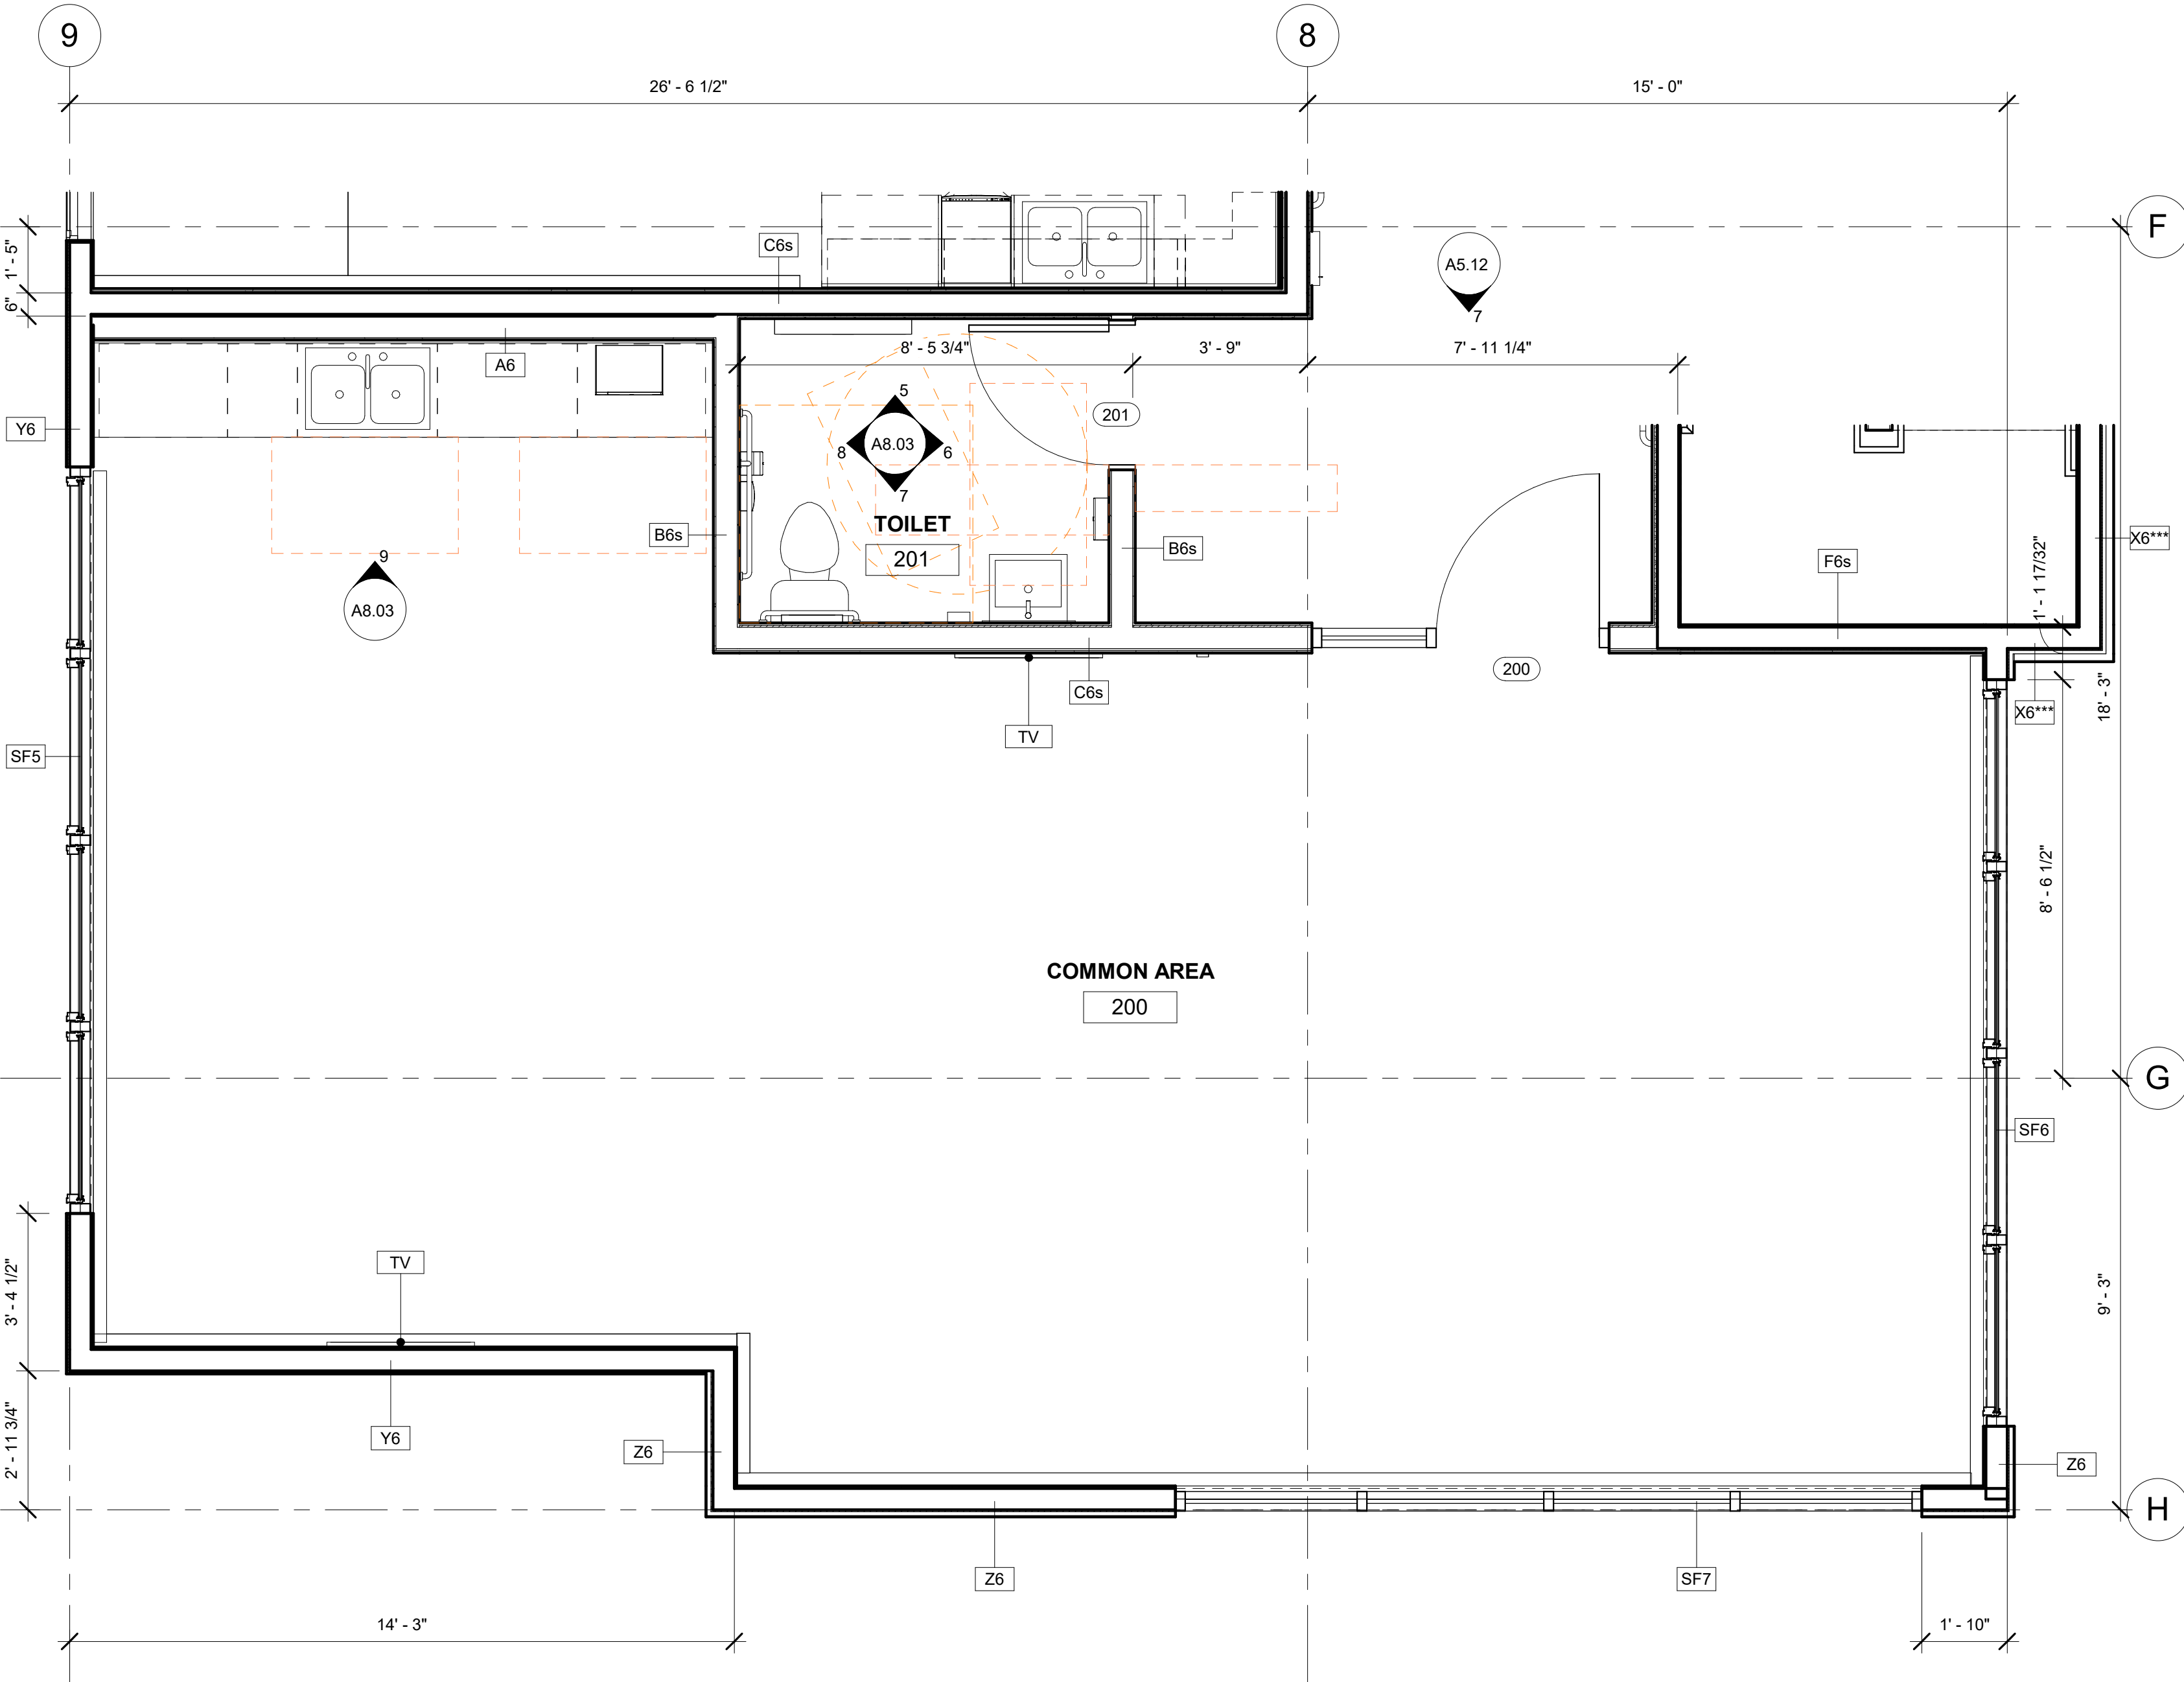 9
8
26' - 6 1/2"
15' - 0"
F
1' - 5"
6"
C6s
A5.12
7
A6
8' - 5 3/4"
3' - 9"
7' - 11 1/4"
Y6
5
8
A8.03
6
7
201
TOILET
201
B6s
B6s
9
A8.03
F6s
X6***
1' - 1 17/32"
X6***
18' - 3"
200
C6s
TV
SF5
8' - 6 1/2"
COMMON AREA
200
G
SF6
TV
3' - 4 1/2"
9' - 3"
2' - 11 3/4"
Y6
Z6
Z6
H
Z6
SF7
14' - 3"
1' - 10"